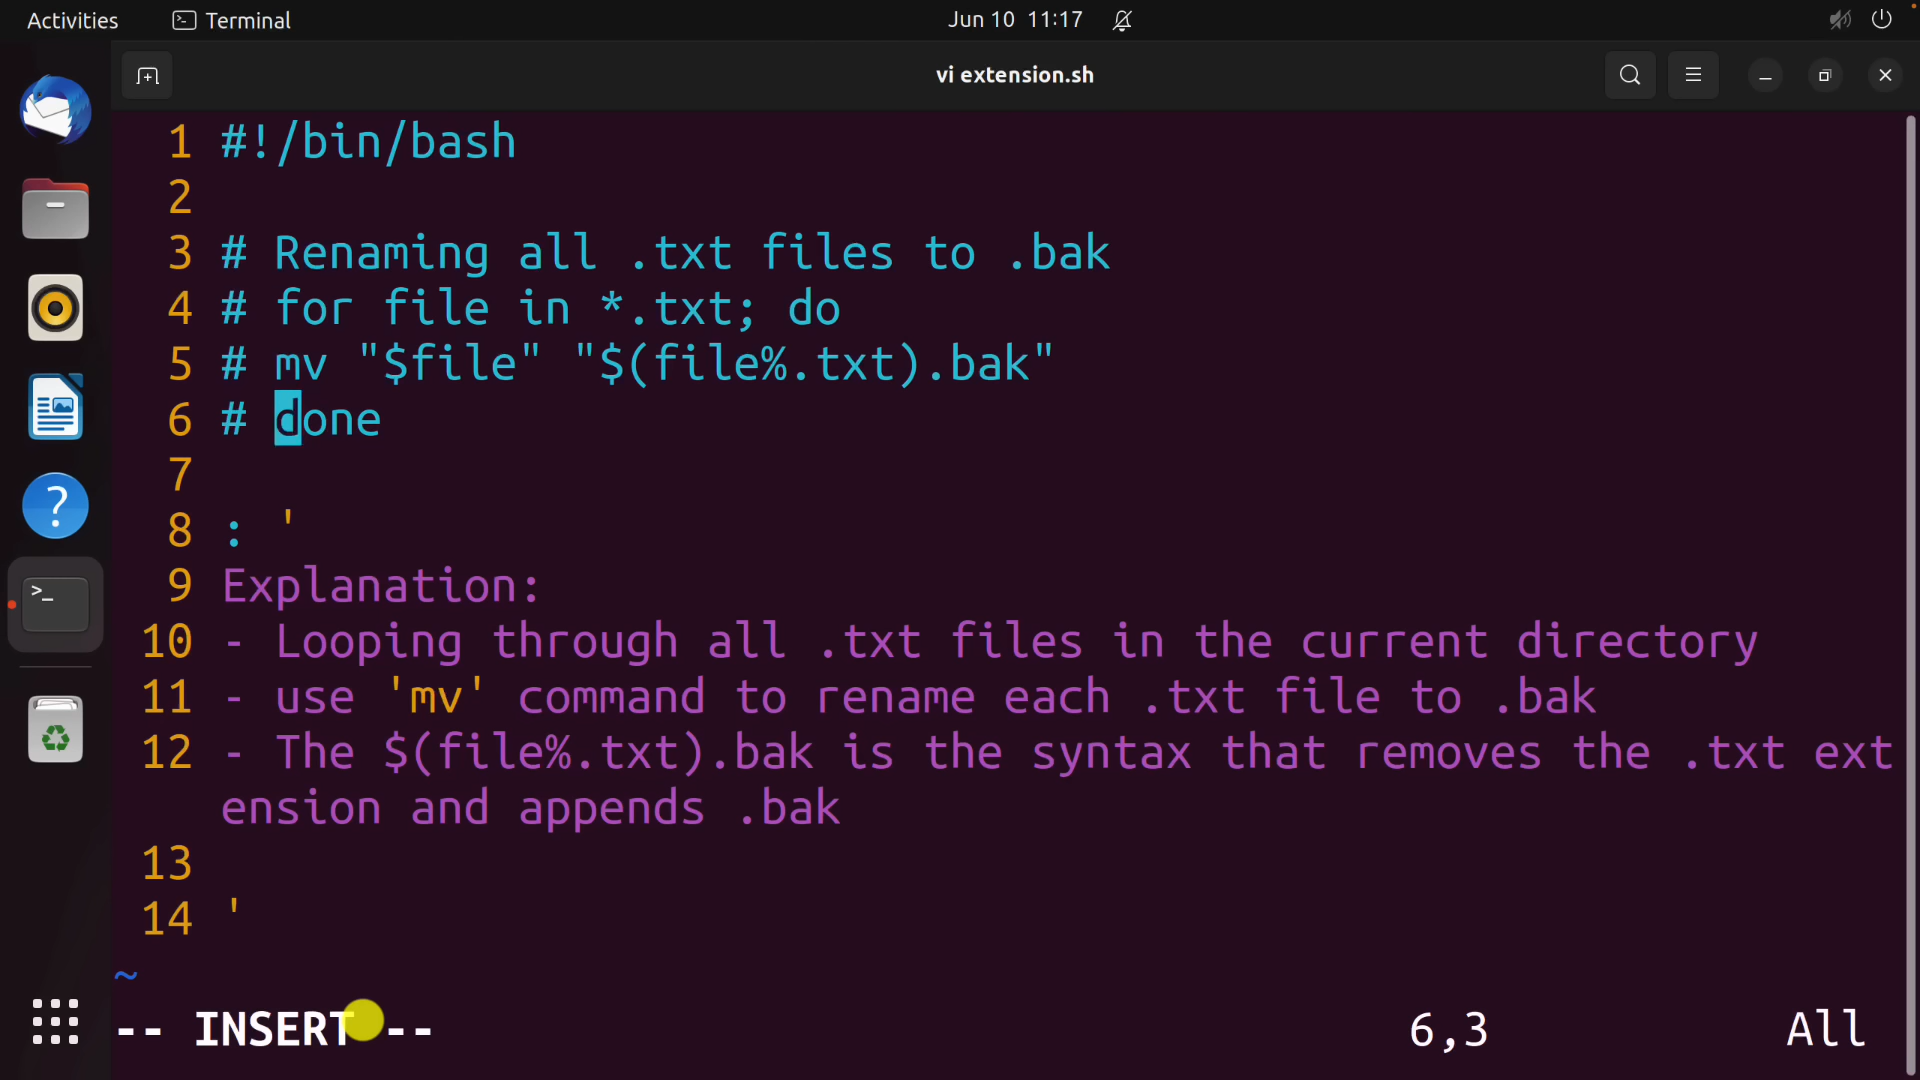 Activities Terminal Jun 10 11:17
vi extension.sh
1 #!/bin/bash
2
3 # Renaming all .txt files to .bak
4 # for file in *.txt; do
5 # mv "$file" "$(file%.txt).bak"
6 # done
7
8 : '
9 Explanation:
10 - Looping through all .txt files in the current directory
11 - use 'mv' command to rename each .txt file to .bak
12 - The $(file%.txt).bak is the syntax that removes the .txt ext
ension and appends .bak
13
14 '
~
-- INSERT -- 6,3 All